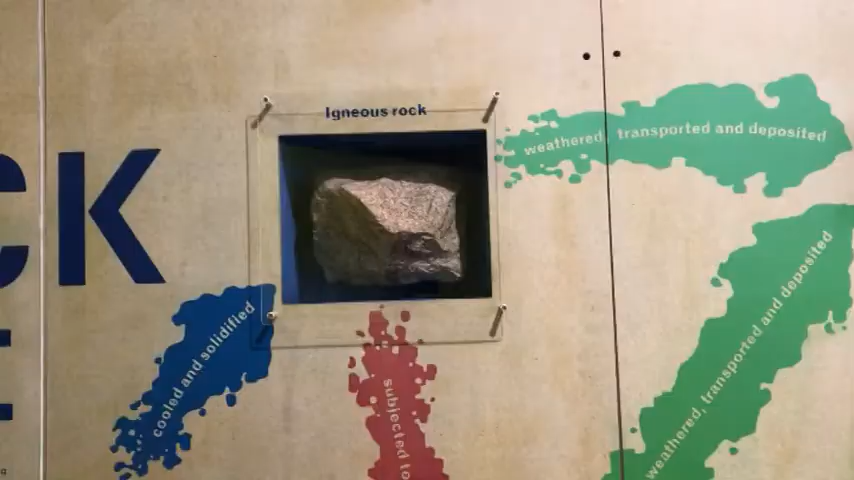 Igneous rock
weathered, transported and deposited
CK
cooled and solidified
subjected to
weathered, transported and deposited